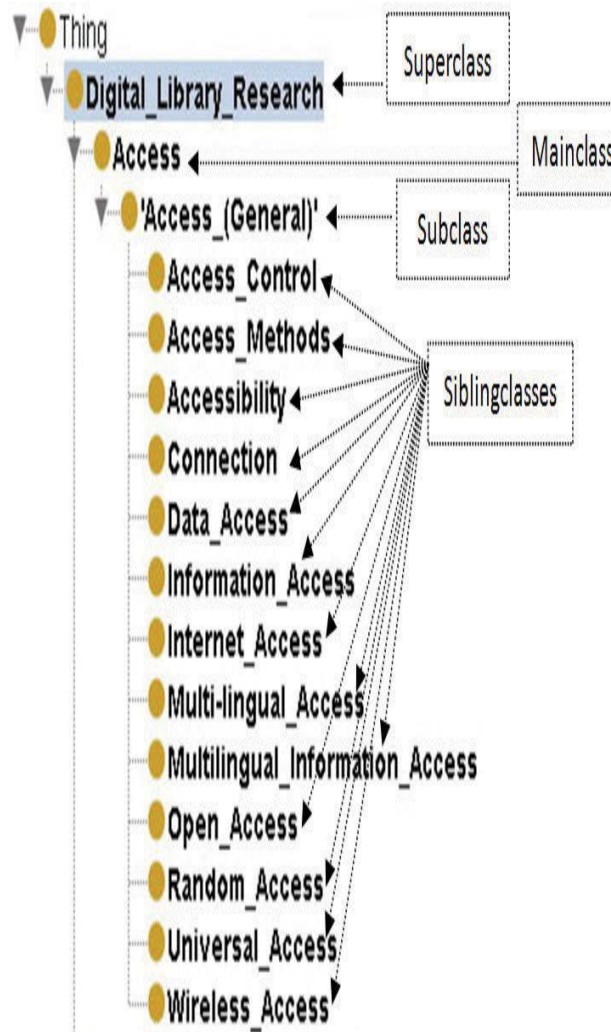 Thing
Superclass
Digital_Library_Research
Mainclass
Access
Subclass
'Access_(General)'
Access_Control
Access_Methods
Siblingclasses
Accessibility
Connection
Data_Access
Information_Access
Internet_Access
Multi-lingual_Access
Multilingual_Information_Access
Open_Access
Random_Access
Universal_Access
Wireless_Access